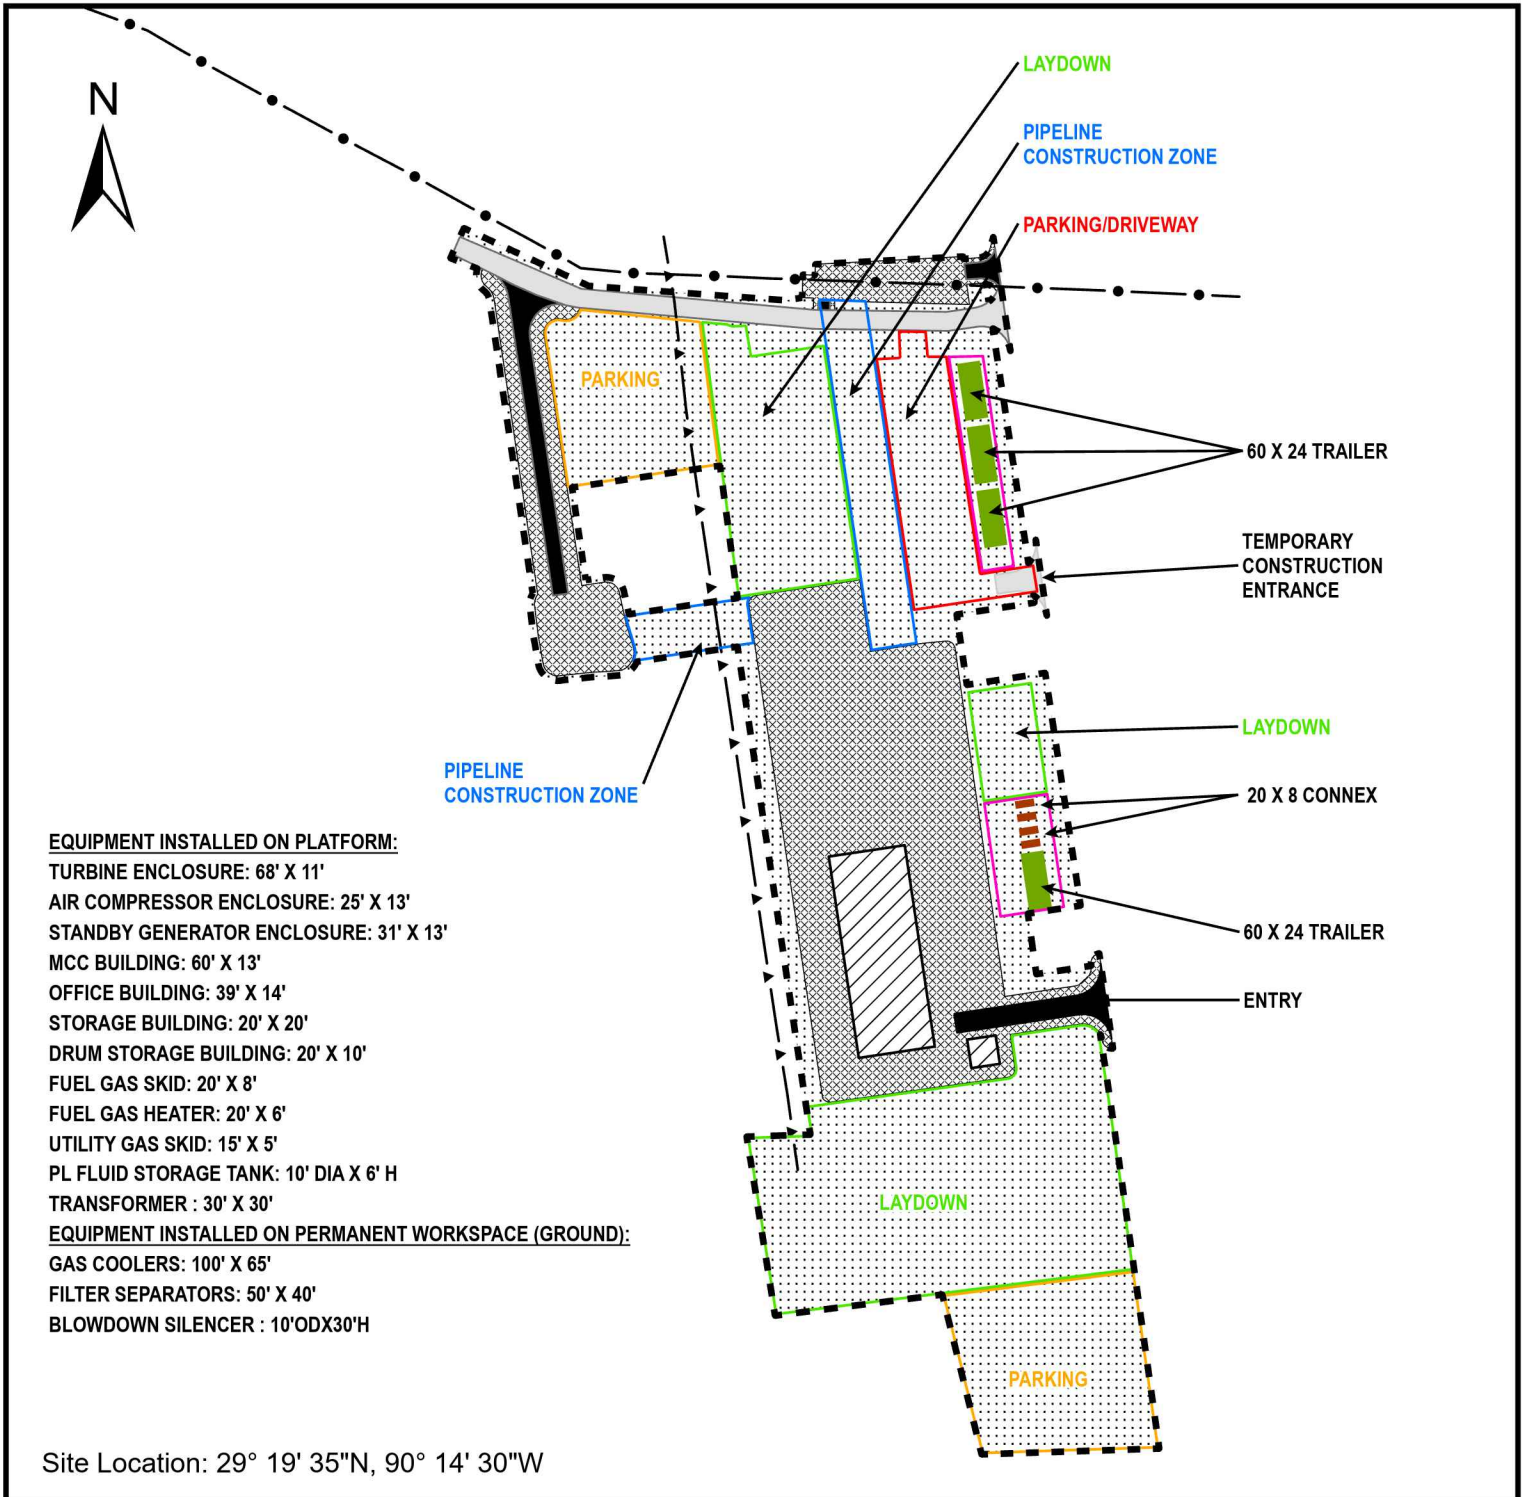 N
LAYDOWN
PIPELINE
CONSTRUCTION ZONE
PARKING/DRIVEWAY
PARKING
60 X 24 TRAILER
TEMPORARY
CONSTRUCTION
ENTRANCE
LAYDOWN
PIPELINE
CONSTRUCTION ZONE
20 X 8 CONNEX
60 X 24 TRAILER
ENTRY
EQUIPMENT INSTALLED ON PLATFORM:
TURBINE ENCLOSURE: 68' X 11'
AIR COMPRESSOR ENCLOSURE: 25' X 13'
STANDBY GENERATOR ENCLOSURE: 31' X 13'
MCC BUILDING: 60' X 13'
OFFICE BUILDING: 39' X 14'
STORAGE BUILDING: 20' X 20'
DRUM STORAGE BUILDING: 20' X 10'
FUEL GAS SKID: 20' X 8'
FUEL GAS HEATER: 20' X 6'
UTILITY GAS SKID: 15' X 5'
PL FLUID STORAGE TANK: 10' DIA X 6' H
TRANSFORMER : 30' X 30'
EQUIPMENT INSTALLED ON PERMANENT WORKSPACE (GROUND):
GAS COOLERS: 100' X 65'
FILTER SEPARATORS: 50' X 40'
BLOWDOWN SILENCER : 10'ODX30'H
LAYDOWN
PARKING
Site Location: 29° 19' 35"N, 90° 14' 30"W